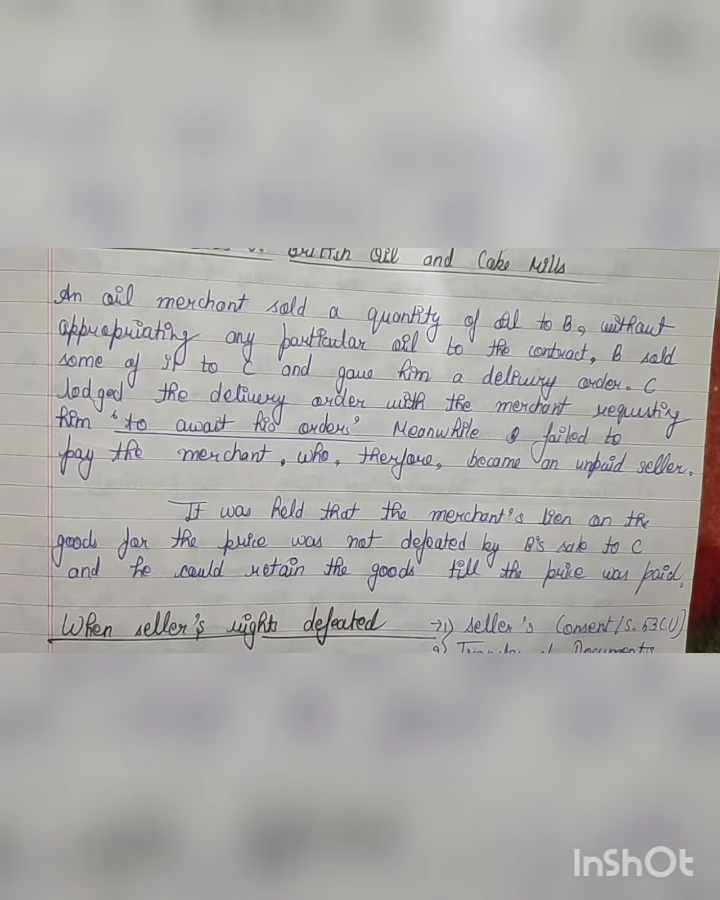 British Oil and Cake Mills
An oil merchant sold a quantity of oil to B, without
appropriating any particular oil to the contract, B sold
some of it to C and gave him a delivery order. C
lodged the delivery order with the merchant requesting
him "to await his orders" Meanwhile B failed to
pay the merchant, who, therefore, became an unpaid seller.
It was held that the merchant's lien on the
goods for the price was not defeated by B's sale to C
and he could retain the goods till the price was paid.
When seller's right defeated → 1) Seller's Consent/S. 53(1)]
2) Documents
InShOt